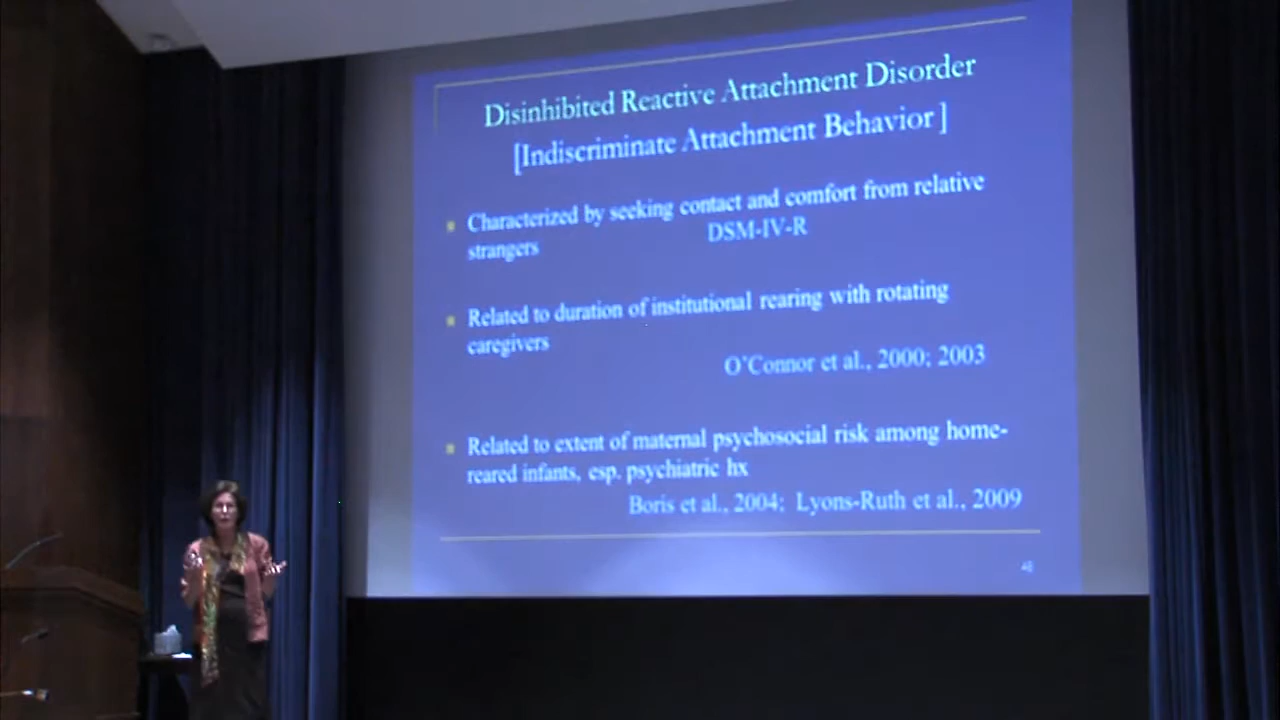 Disinhibited Reactive Attachment Disorder
[Indiscriminate Attachment Behavior]
Characterized by seeking contact and comfort from relative
strangers DSM-IV-R
Related to duration of institutional rearing with rotating
caregivers
O'Connor et al., 2000; 2003
Related to extent of maternal psychosocial risk among home-
reared infants, esp. psychiatric hx
Boris et al., 2004; Lyons-Ruth et al., 2009